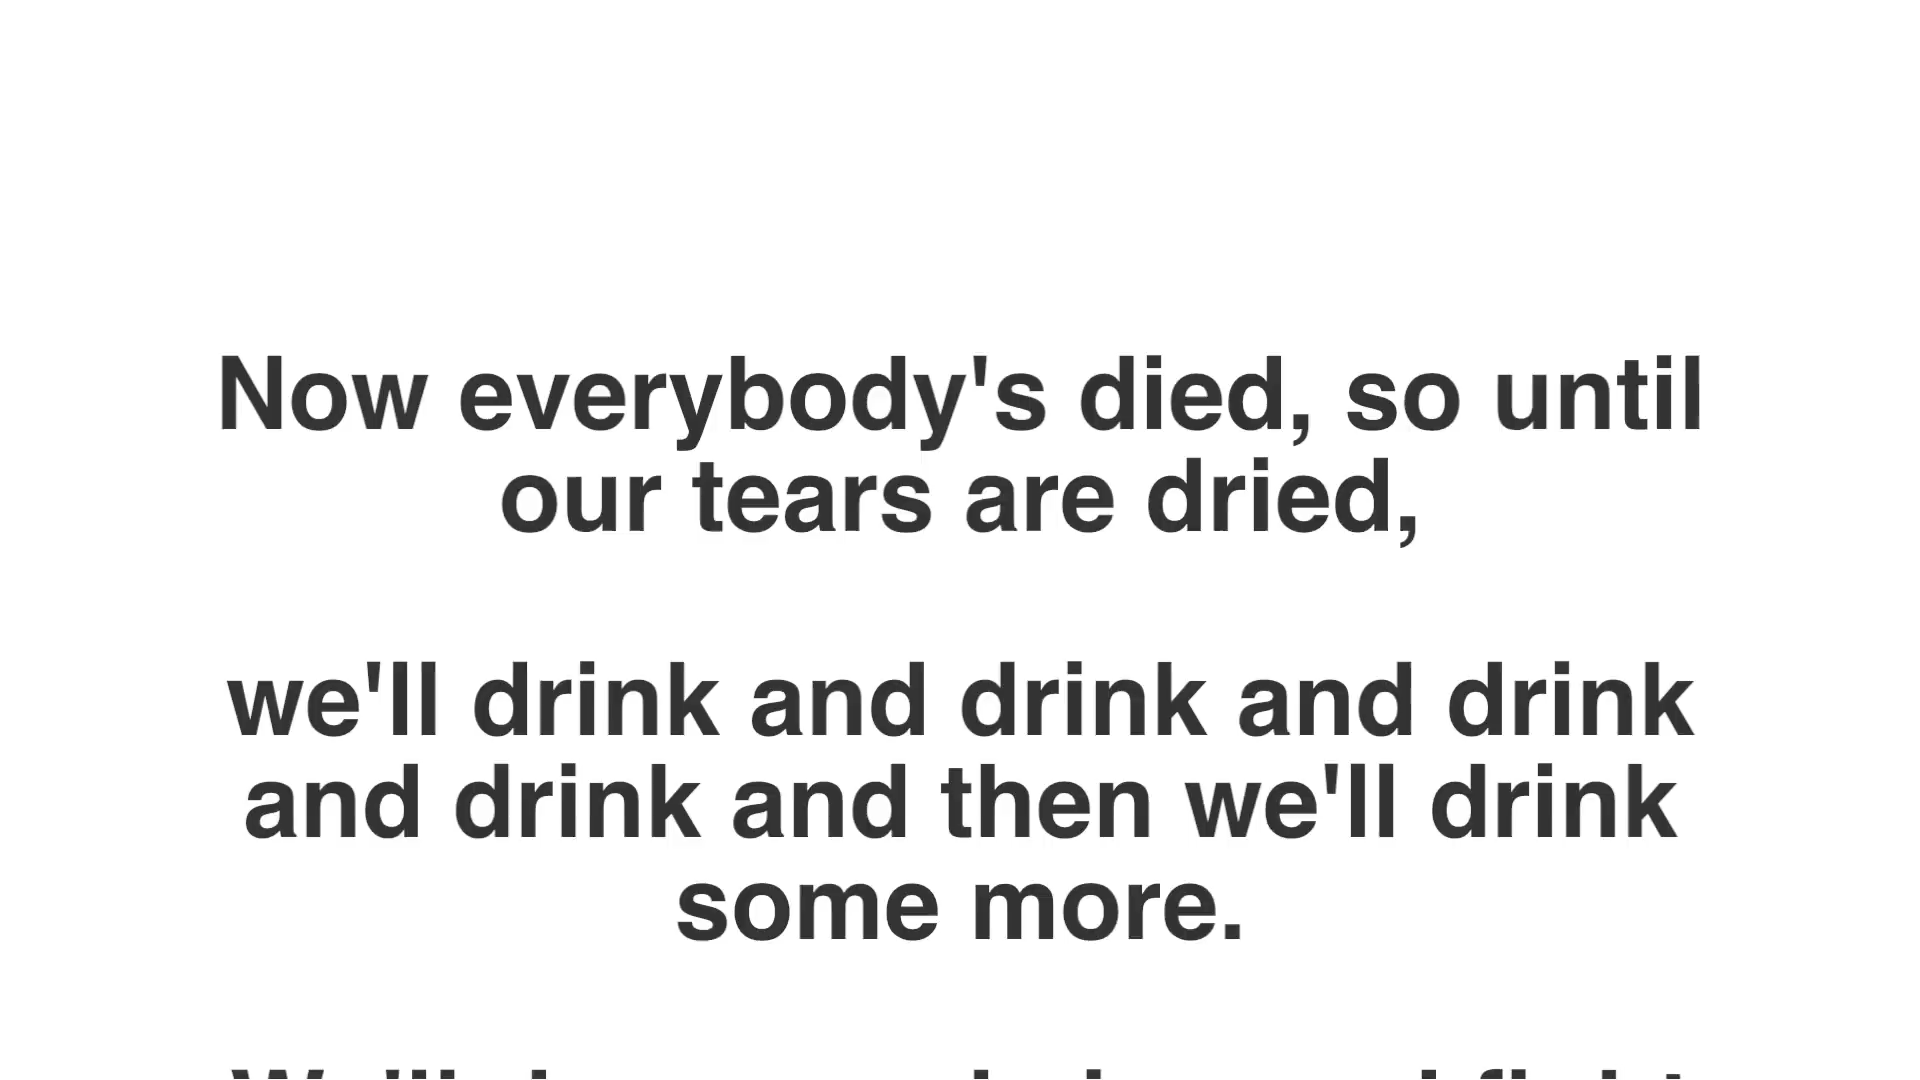 Now everybody's died, so until
our tears are dried,
we'll drink and drink and drink
and drink and then we'll drink
some more.